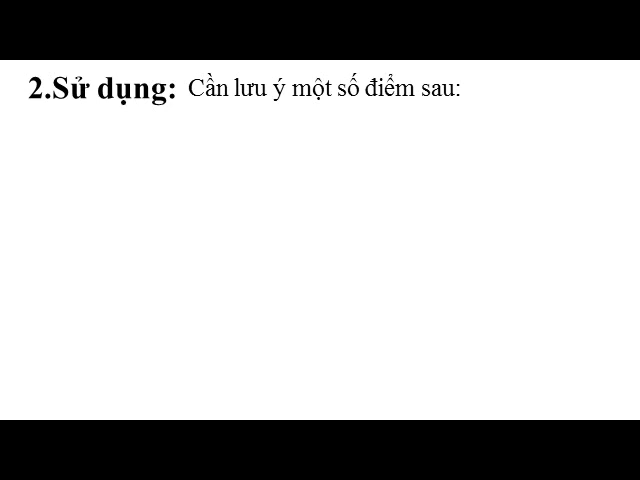 2.Sử dụng: Cần lưu ý một số điểm sau: